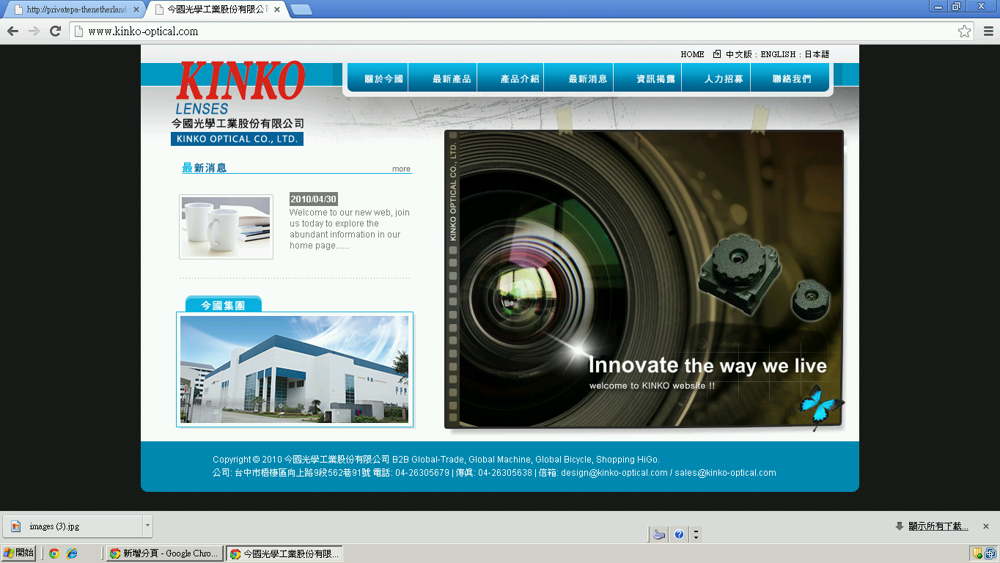 http://privatepa-thenetherland
今國光學工業股份有限公司
www.kinko-optical.com
HOME 中文版 : ENGLISH : 日本語
KINKO
LENSES
今國光學工業股份有限公司
KINKO OPTICAL CO., LTD.
關於今國 最新產品 產品介紹 最新消息 資訊揭露 人力招募 聯絡我們
最新消息 more
2010/04/30
Welcome to our new web, join
us today to explore the
abundant information in our
home page......
今國集團
KINKO OPTICAL CO., LTD.
Innovate the way we live
welcome to KINKO website !!
Copyright © 2010 今國光學工業股份有限公司 B2B Global-Trade, Global Machine, Global Bicycle, Shopping HiGo.
公司: 台中市梧棲區向上路9段562巷91號 電話: 04-26305679 | 傳真: 04-26305638 | 信箱: design@kinko-optical.com / sales@kinko-optical.com
images (3).jpg
顯示所有下載...
開始
新增分頁 - Google Chro...
今國光學工業股份有限...